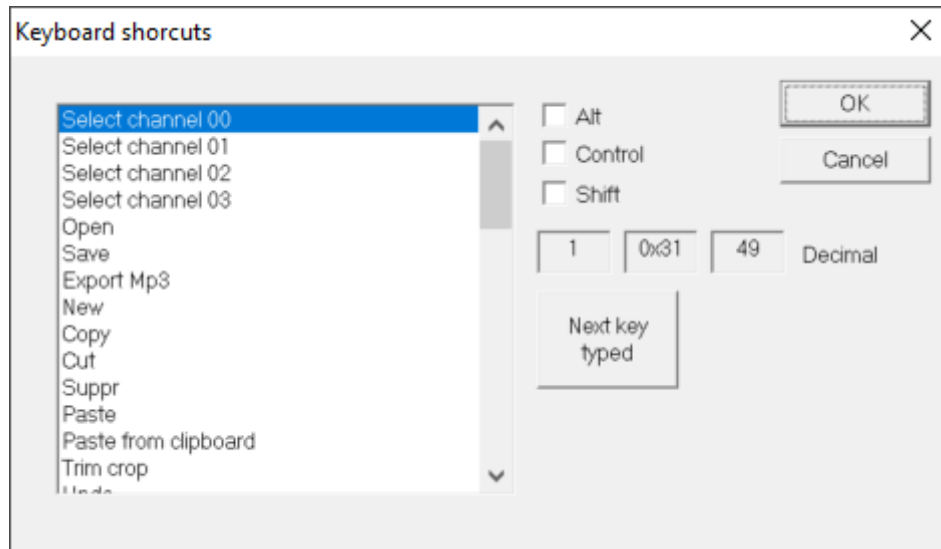 Keyboard shorcuts
Select channel 00
Select channel 01
Select channel 02
Select channel 03
Open
Save
Export Mp3
New
Copy
Cut
Suppr
Paste
Paste from clipboard
Trim crop
Alt
Control
Shift
1 0x31 49 Decimal
Next key
typed
OK
Cancel